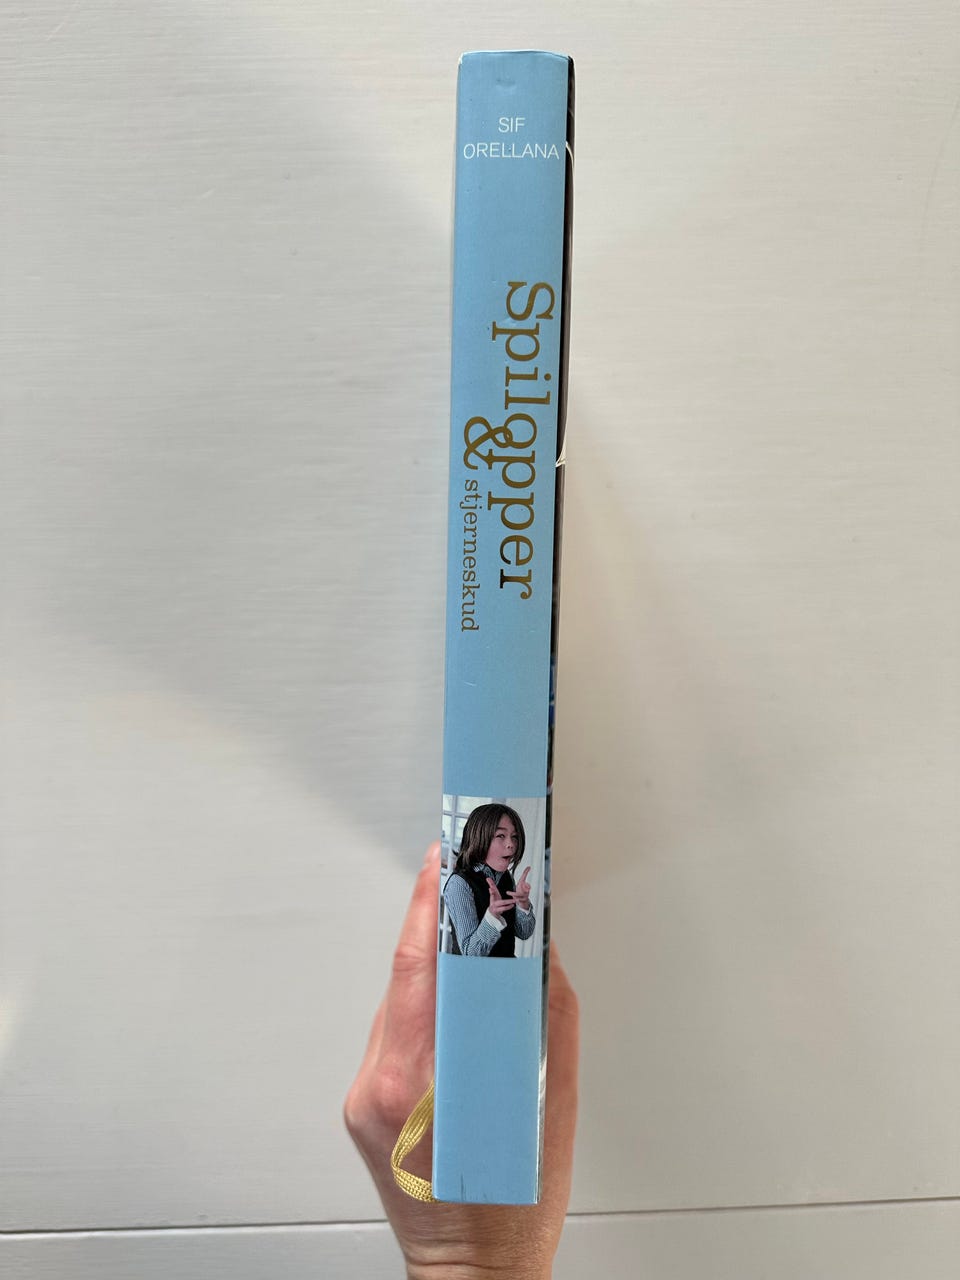 SIF
ORELLANA
Spilopper
& stjerneskud